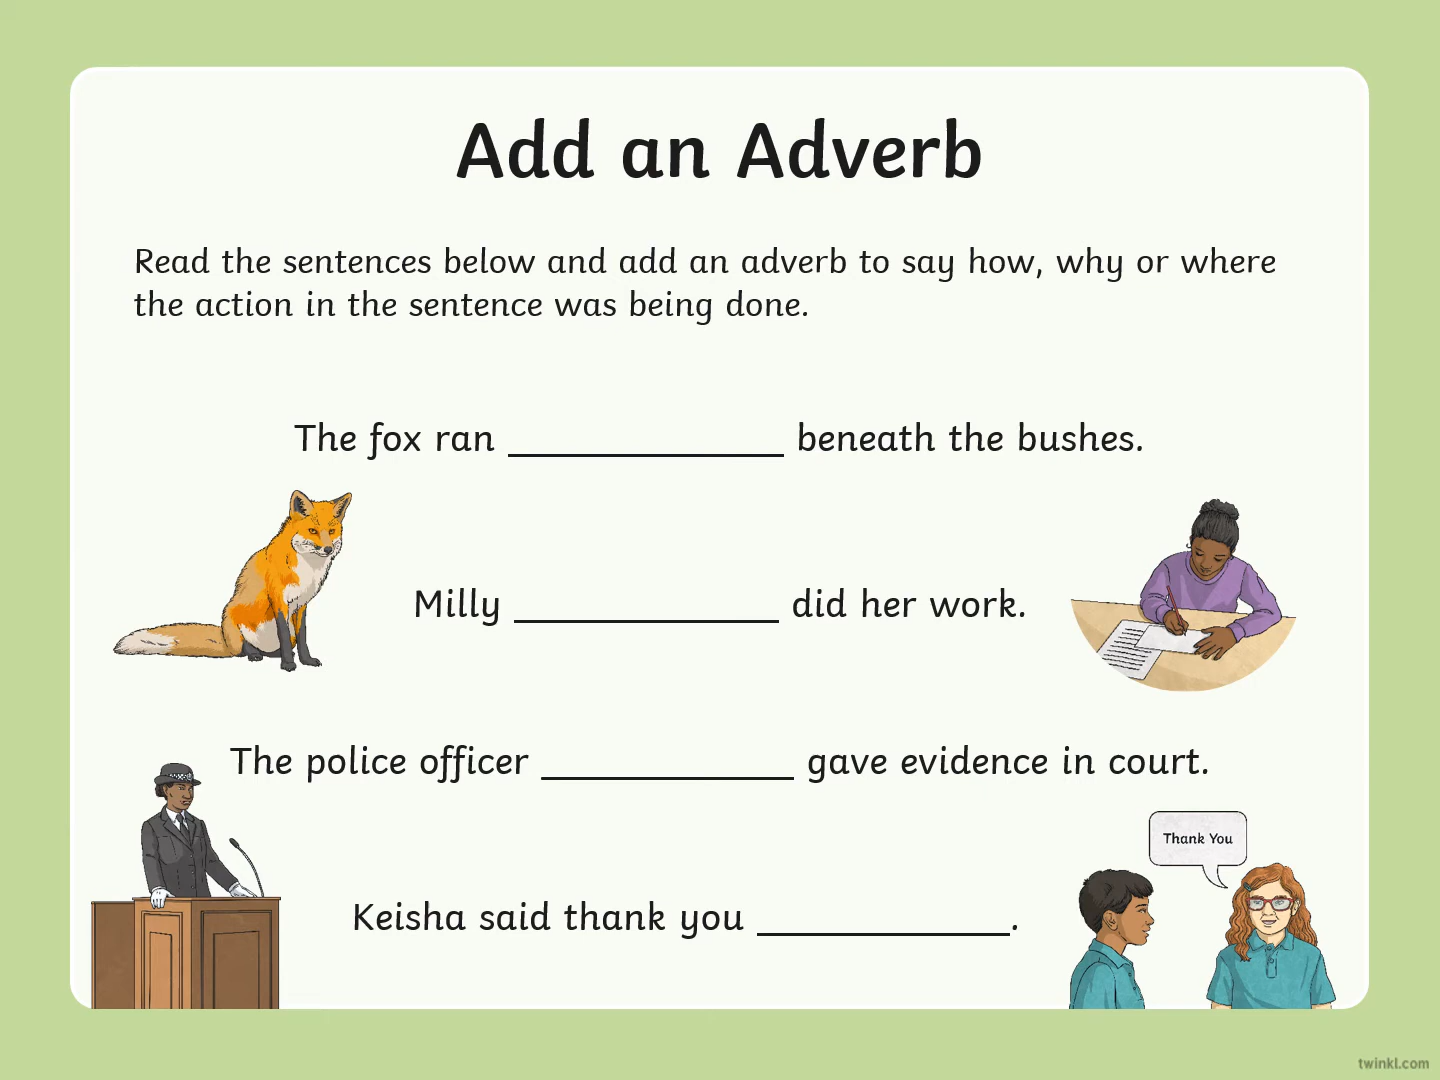 Add an Adverb
Read the sentences below and add an adverb to say how, why or where
the action in the sentence was being done.
The fox ran _____________ beneath the bushes.
Milly _____________ did her work.
The police officer ____________ gave evidence in court.
Thank You
Keisha said thank you ____________.
twinkl.com